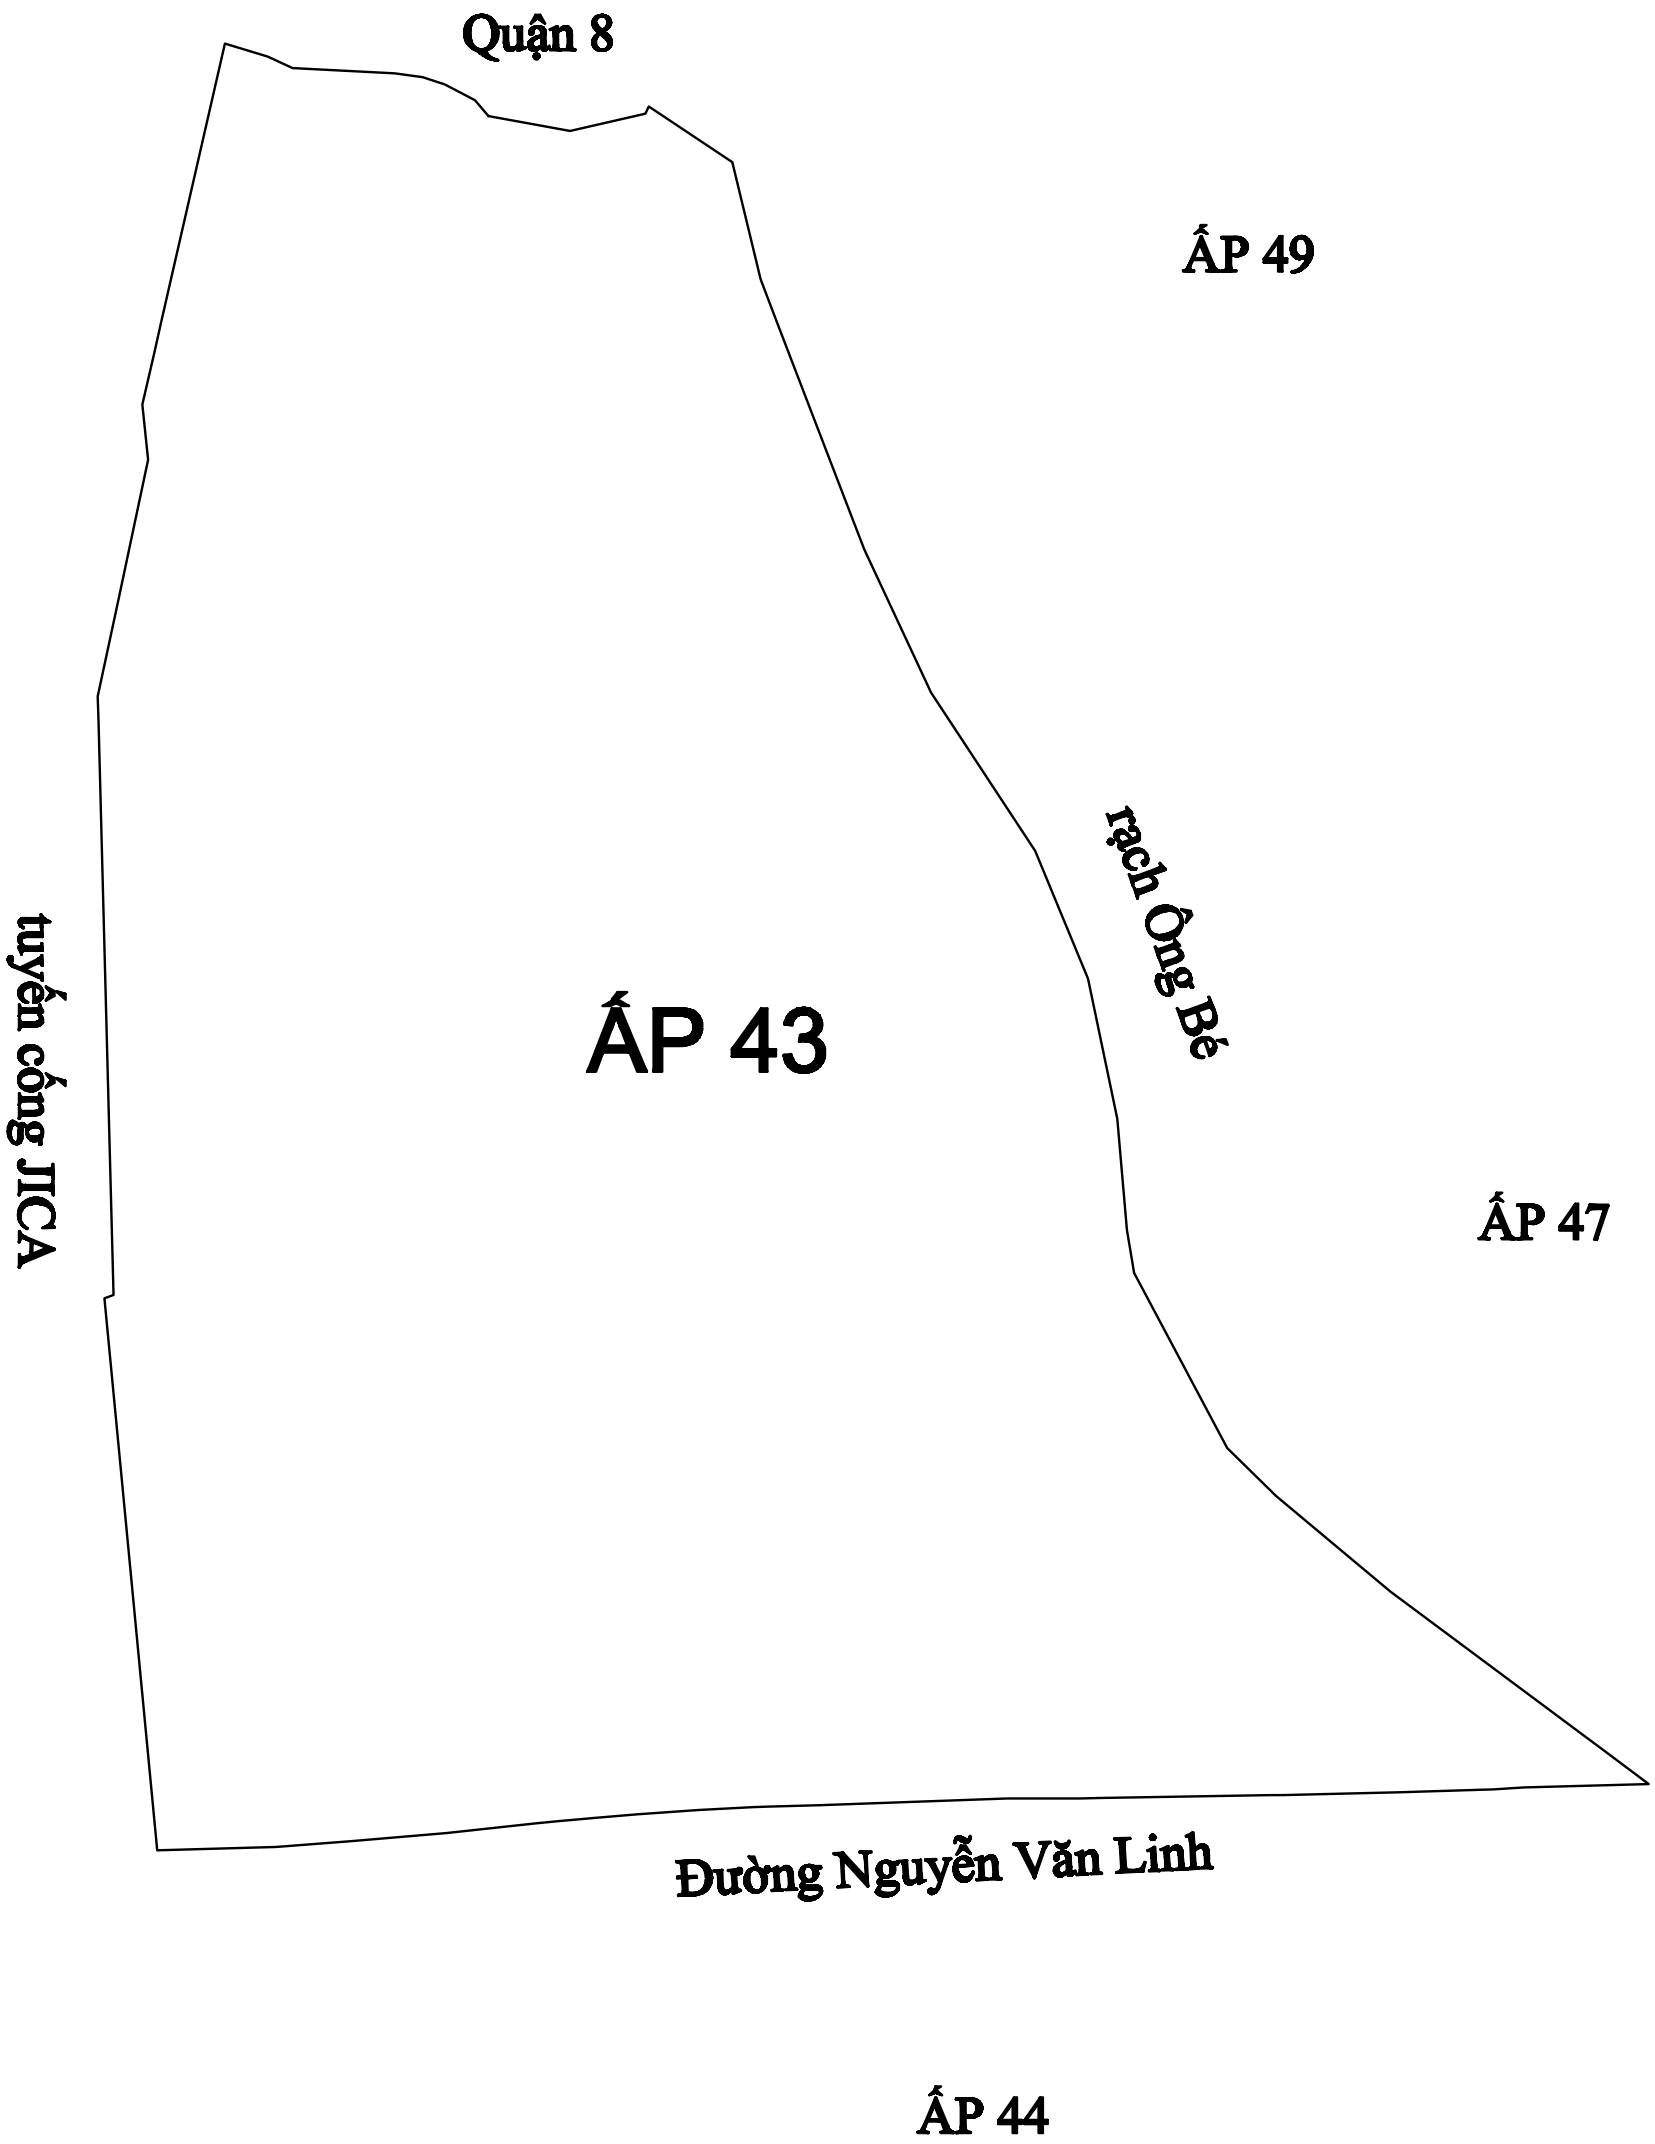 Quận 8
ẤP 49
rạch Ông Bé
tuyến cống JICA
ẤP 43
ẤP 47
Đường Nguyễn Văn Linh
ẤP 44